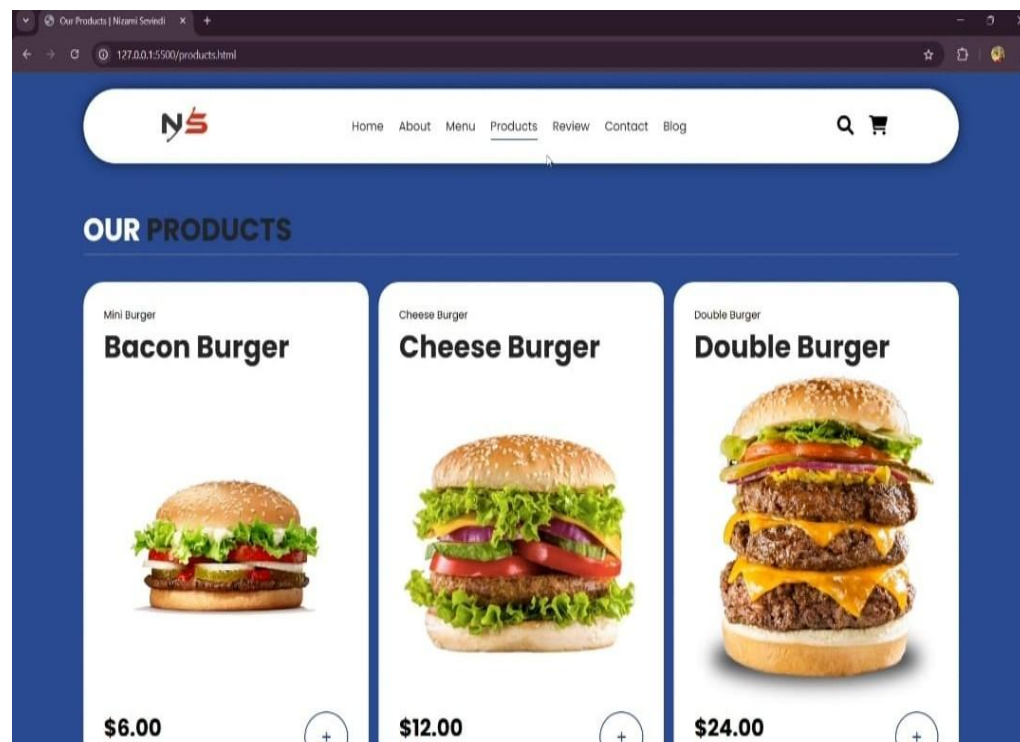 Our Products | Nizami Sevindi
127.0.0.1:5500/products.html
NS
Home About Menu Products Review Contact Blog
OUR PRODUCTS
Mini Burger
Bacon Burger
$6.00
+
Cheese Burger
Cheese Burger
$12.00
+
Double Burger
Double Burger
$24.00
+